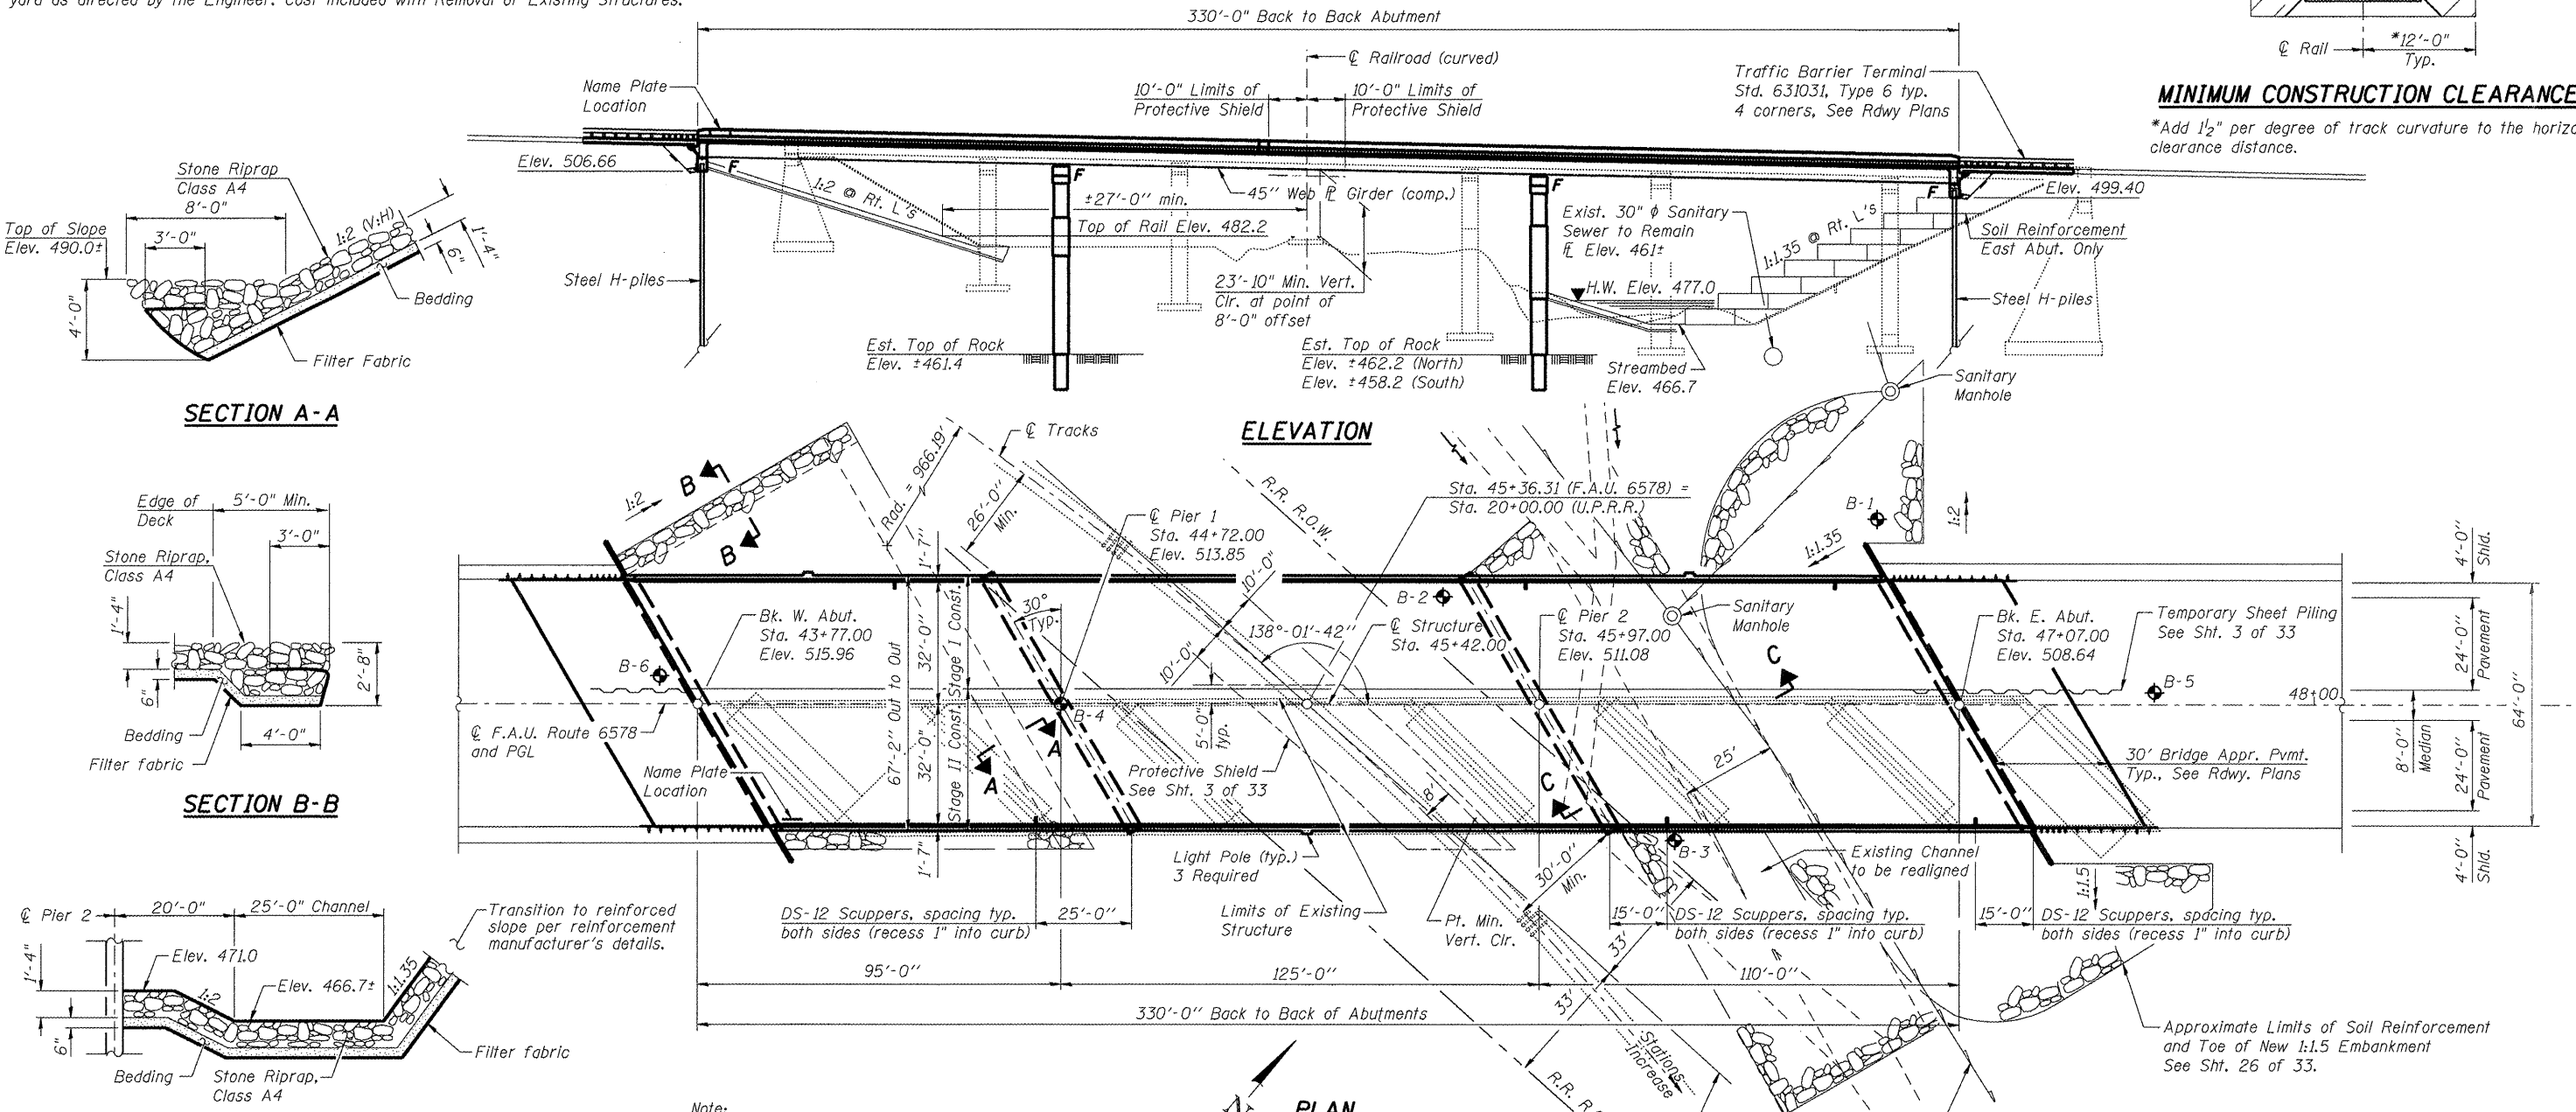 yard as directed by the Engineer. Cost included with Removal of Existing Structures.
330'-0" Back to Back Abutment
℄ Railroad (curved)
Name Plate
Location
10'-0" Limits of
Protective Shield
10'-0" Limits of
Protective Shield
Traffic Barrier Terminal
Std. 631031, Type 6 typ.
4 corners, See Rdwy Plans
℄ Rail
*12'-0"
Typ.
MINIMUM CONSTRUCTION CLEARANCE
*Add 1½" per degree of track curvature to the horizo
clearance distance.
Elev. 506.66
F
1:2 @ Rt. L's
F
±27'-0" min.
Top of Rail Elev. 482.2
45" Web ℄ Girder (comp.)
F
F
Elev. 499.40
Exist. 30" ϕ Sanitary
Sewer to Remain
℄ Elev. 461±
1:1.35 @ Rt. L's
Soil Reinforcement
East Abut. Only
Steel H-piles
23'-10" Min. Vert.
Clr. at point of
8'-0" offset
H.W. Elev. 477.0
Steel H-piles
Est. Top of Rock
Elev. ±461.4
Est. Top of Rock
Elev. ±462.2 (North)
Elev. ±458.2 (South)
Streambed
Elev. 466.7
Sanitary
Manhole
ELEVATION
Stone Riprap
Class A4
8'-0"
Top of Slope
Elev. 490.0±
3'-0"
1:2 (V:H)
1'-4"
6"
4'-0"
Bedding
Filter Fabric
SECTION A-A
Edge of
Deck
5'-0" Min.
3'-0"
Stone Riprap,
Class A4
1'-4"
6"
2'-8"
Bedding
4'-0"
Filter fabric
SECTION B-B
℄ Pier 2
20'-0"
25'-0" Channel
Transition to reinforced
slope per reinforcement
manufacturer's details.
1'-4"
Elev. 471.0
1:2
Elev. 466.7±
1:1.35
6"
Filter fabric
Bedding
Stone Riprap,
Class A4
B
B
1:2
Rad. = 966.19'
℄ Tracks
26'-0"
Min.
℄ Pier 1
Sta. 44+72.00
Elev. 513.85
R.R. R.O.W.
Sta. 45+36.31 (F.A.U. 6578) =
Sta. 20+00.00 (U.P.R.R.)
B-1
1:2
1:1.35
4'-0"
Shld.
1'-7"
10'-0"
10'-0"
30°
Typ.
138°-01'-42"
℄ Structure
Sta. 45+42.00
B-2
Sanitary
Manhole
℄ Pier 2
Sta. 45+97.00
Elev. 511.08
Bk. W. Abut.
Sta. 43+77.00
Elev. 515.96
B-6
Bk. E. Abut.
Sta. 47+07.00
Elev. 508.64
Temporary Sheet Piling
See Sht. 3 of 33
24'-0"
Pavement
C
B-5
48+00
64'-0"
67'-2" Out to Out
32'-0"
32'-0"
Stage I Const.
Stage II Const.
B-4
A
A
℄ F.A.U. Route 6578
and PGL
5'-0"
typ.
8'-0"
Median
Name Plate
Location
Protective Shield
See Sht. 3 of 33
25'
C
30' Bridge Appr. Pvmt.
Typ., See Rdwy. Plans
24'-0"
Pavement
8'
1'-7"
Light Pole (typ.)
3 Required
B-3
Existing Channel
to be realigned
4'-0"
Shld.
1:1.5
30'-0"
Min.
DS-12 Scuppers, spacing typ.
both sides (recess 1" into curb)
25'-0"
Limits of Existing
Structure
Pt. Min.
Vert. Clr.
15'-0"
DS-12 Scuppers, spacing typ.
both sides (recess 1" into curb)
15'-0"
DS-12 Scuppers, spacing typ.
both sides (recess 1" into curb)
33'
33'
95'-0"
125'-0"
110'-0"
330'-0" Back to Back of Abutments
Stations
Increase
Approximate Limits of Soil Reinforcement
and Toe of New 1:1.5 Embankment
See Sht. 26 of 33.
Note:
N
PLAN
R.R. R.